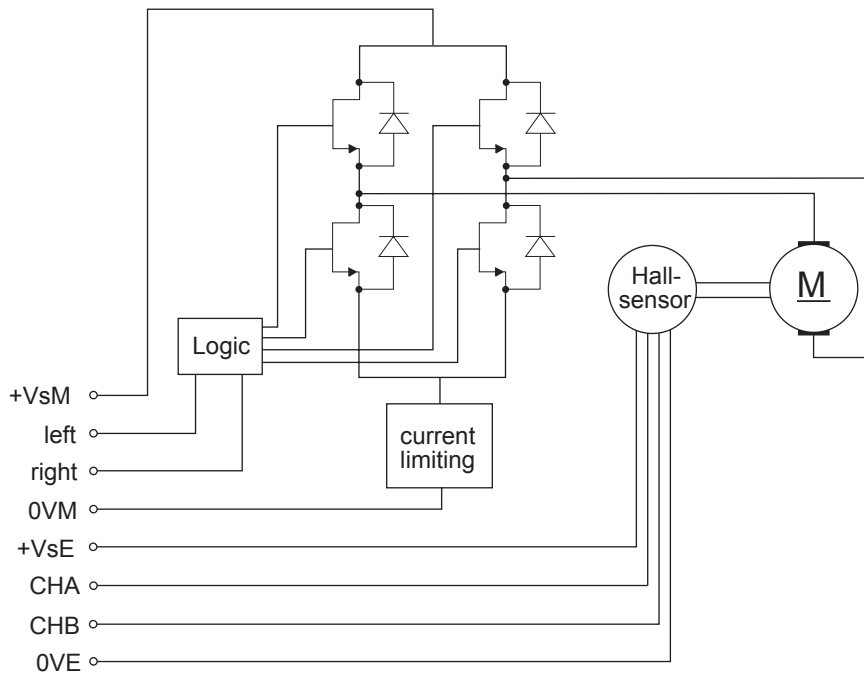 Hall-
sensor
M
Logic
+VsM
left
current
limiting
right
0VM
+VsE
CHA
CHB
0VE